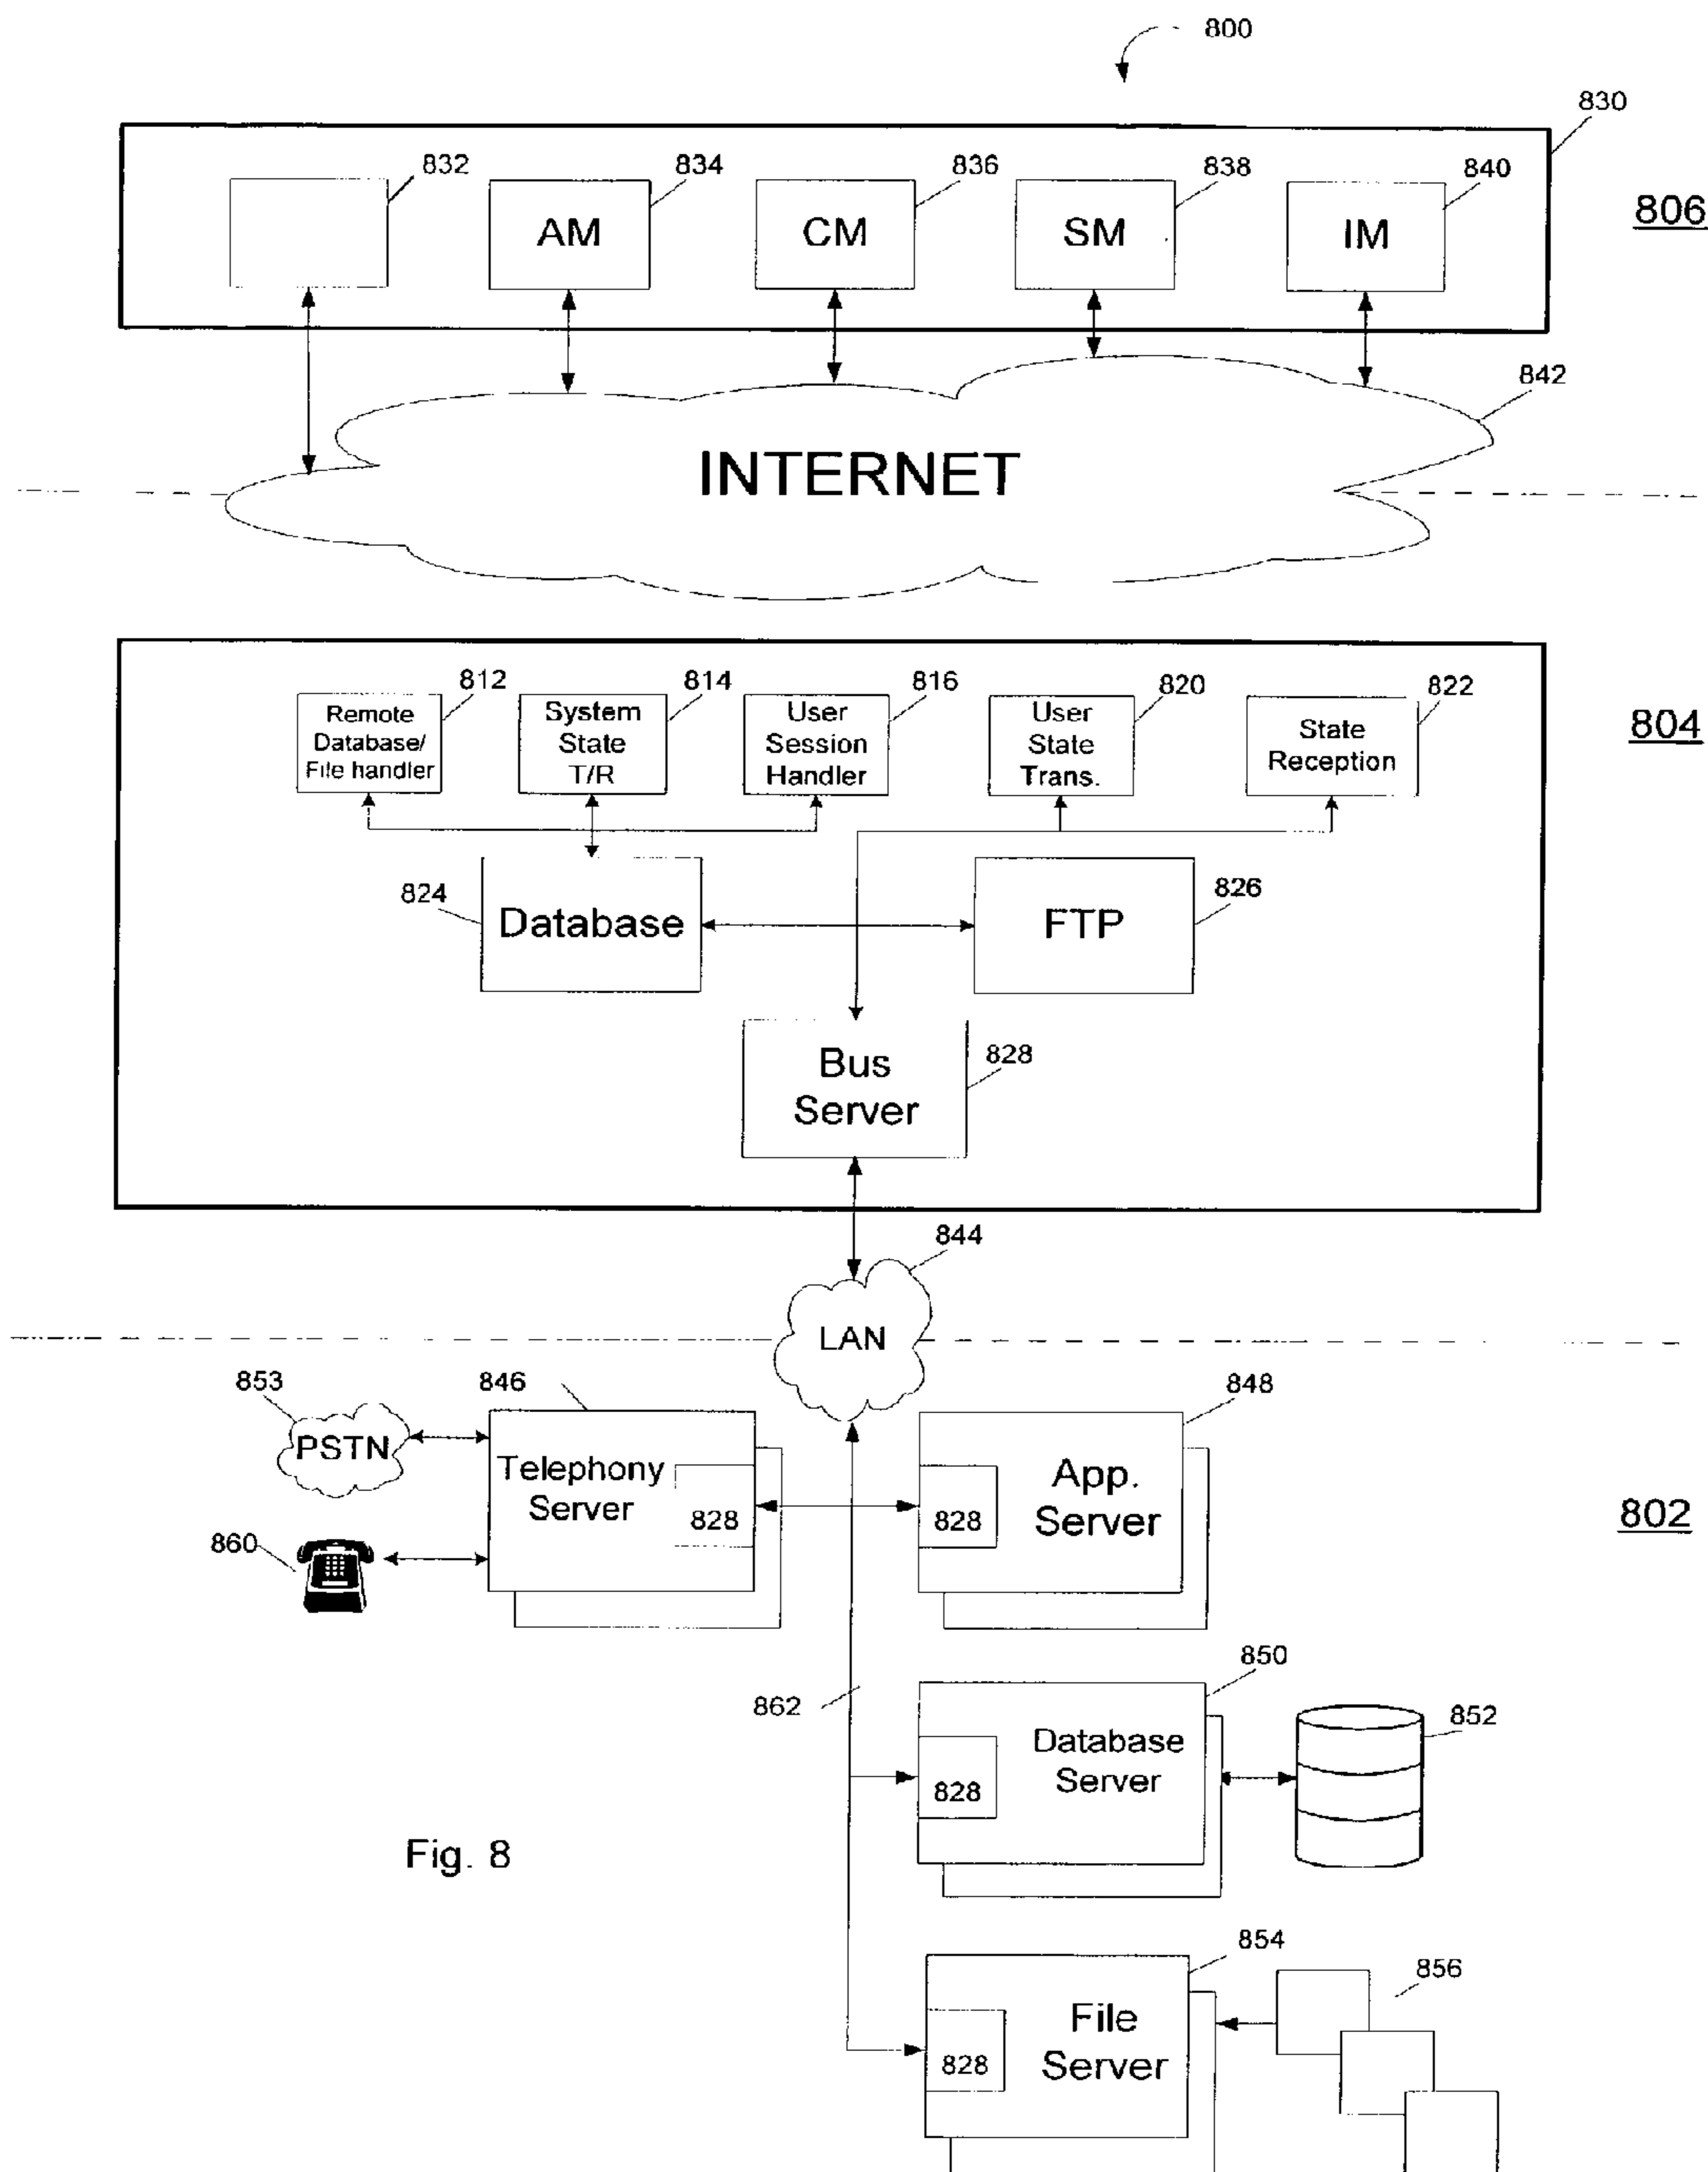 800
830
832
834
836
838
840
806
AM
CM
SM
IM
842
INTERNET
812
814
816
820
822
804
Remote
Database/
File handler
System
State
T/R
User
Session
Handler
User
State
Trans.
State
Reception
824
Database
FTP
826
Bus
Server
828
844
LAN
853
PSTN
846
Telephony
Server
828
848
App.
Server
828
802
860
862
850
Database
Server
828
852
Fig. 8
854
File
Server
828
856